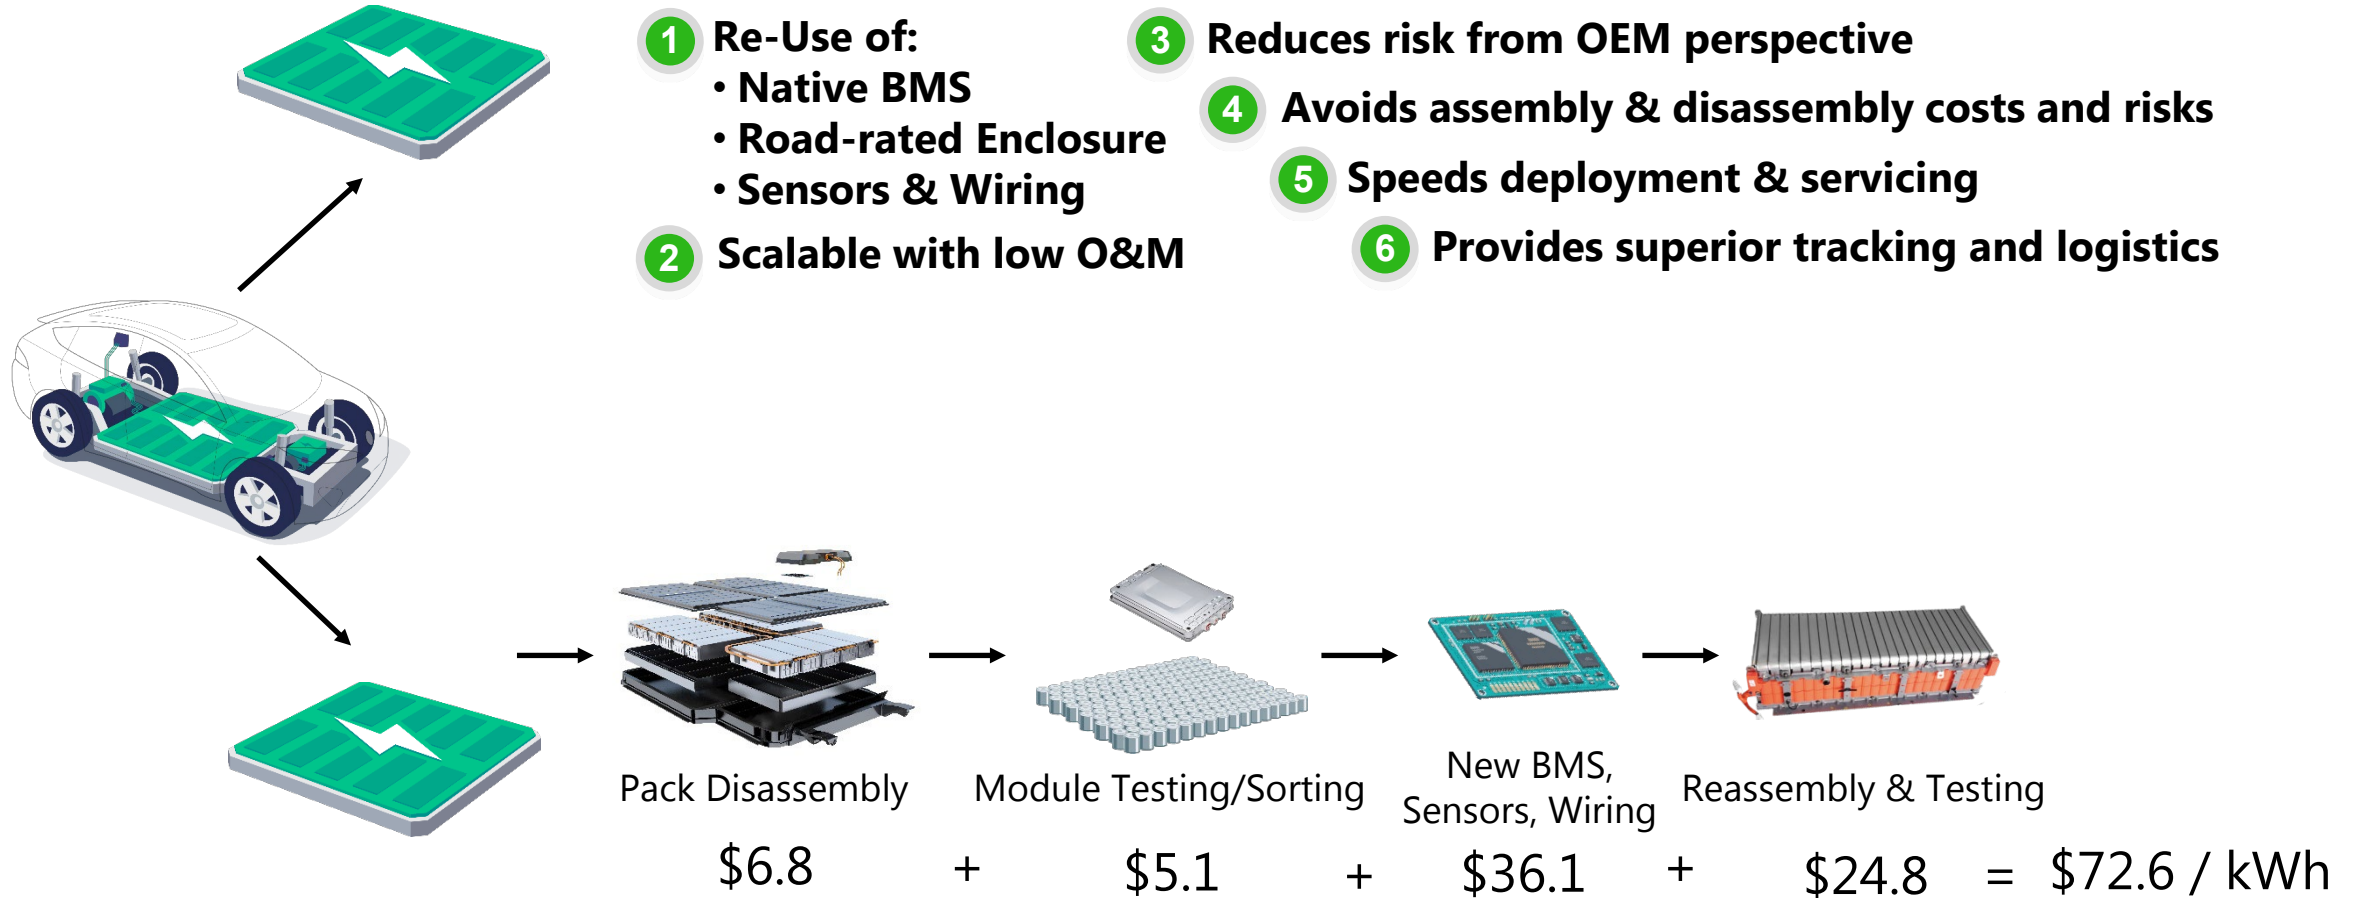 1 Re-Use of:
• Native BMS
• Road-rated Enclosure
• Sensors & Wiring
2 Scalable with low O&M
3 Reduces risk from OEM perspective
4 Avoids assembly & disassembly costs and risks
5 Speeds deployment & servicing
6 Provides superior tracking and logistics
Pack Disassembly
Module Testing/Sorting
New BMS,
Sensors, Wiring
Reassembly & Testing
$6.8 + $5.1 + $36.1 + $24.8 = $72.6 / kWh